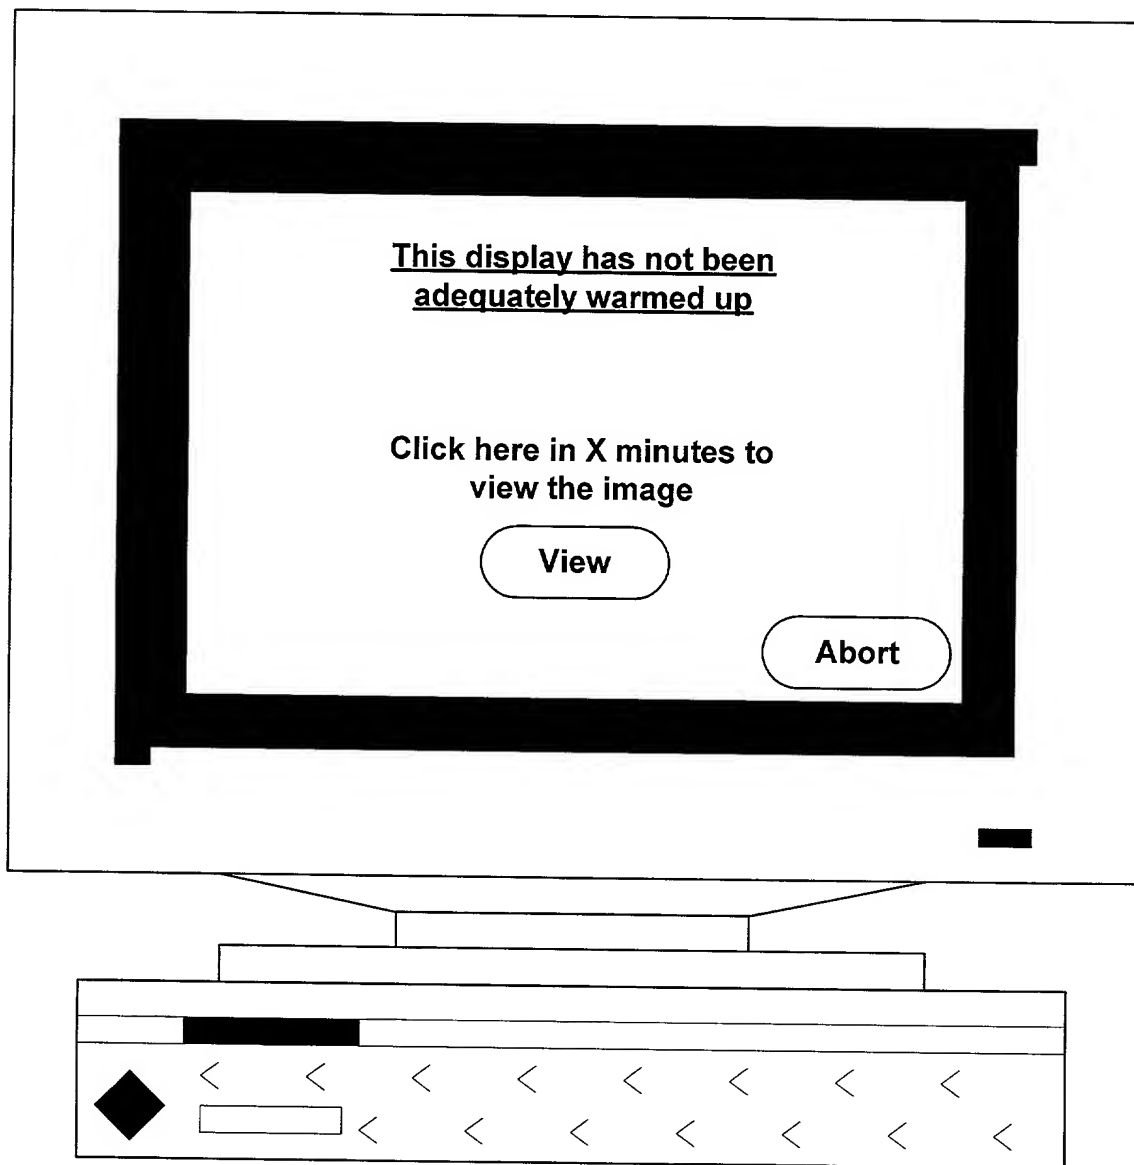 This display has not been
adequately warmed up
Click here in X minutes to
view the image
View
Abort